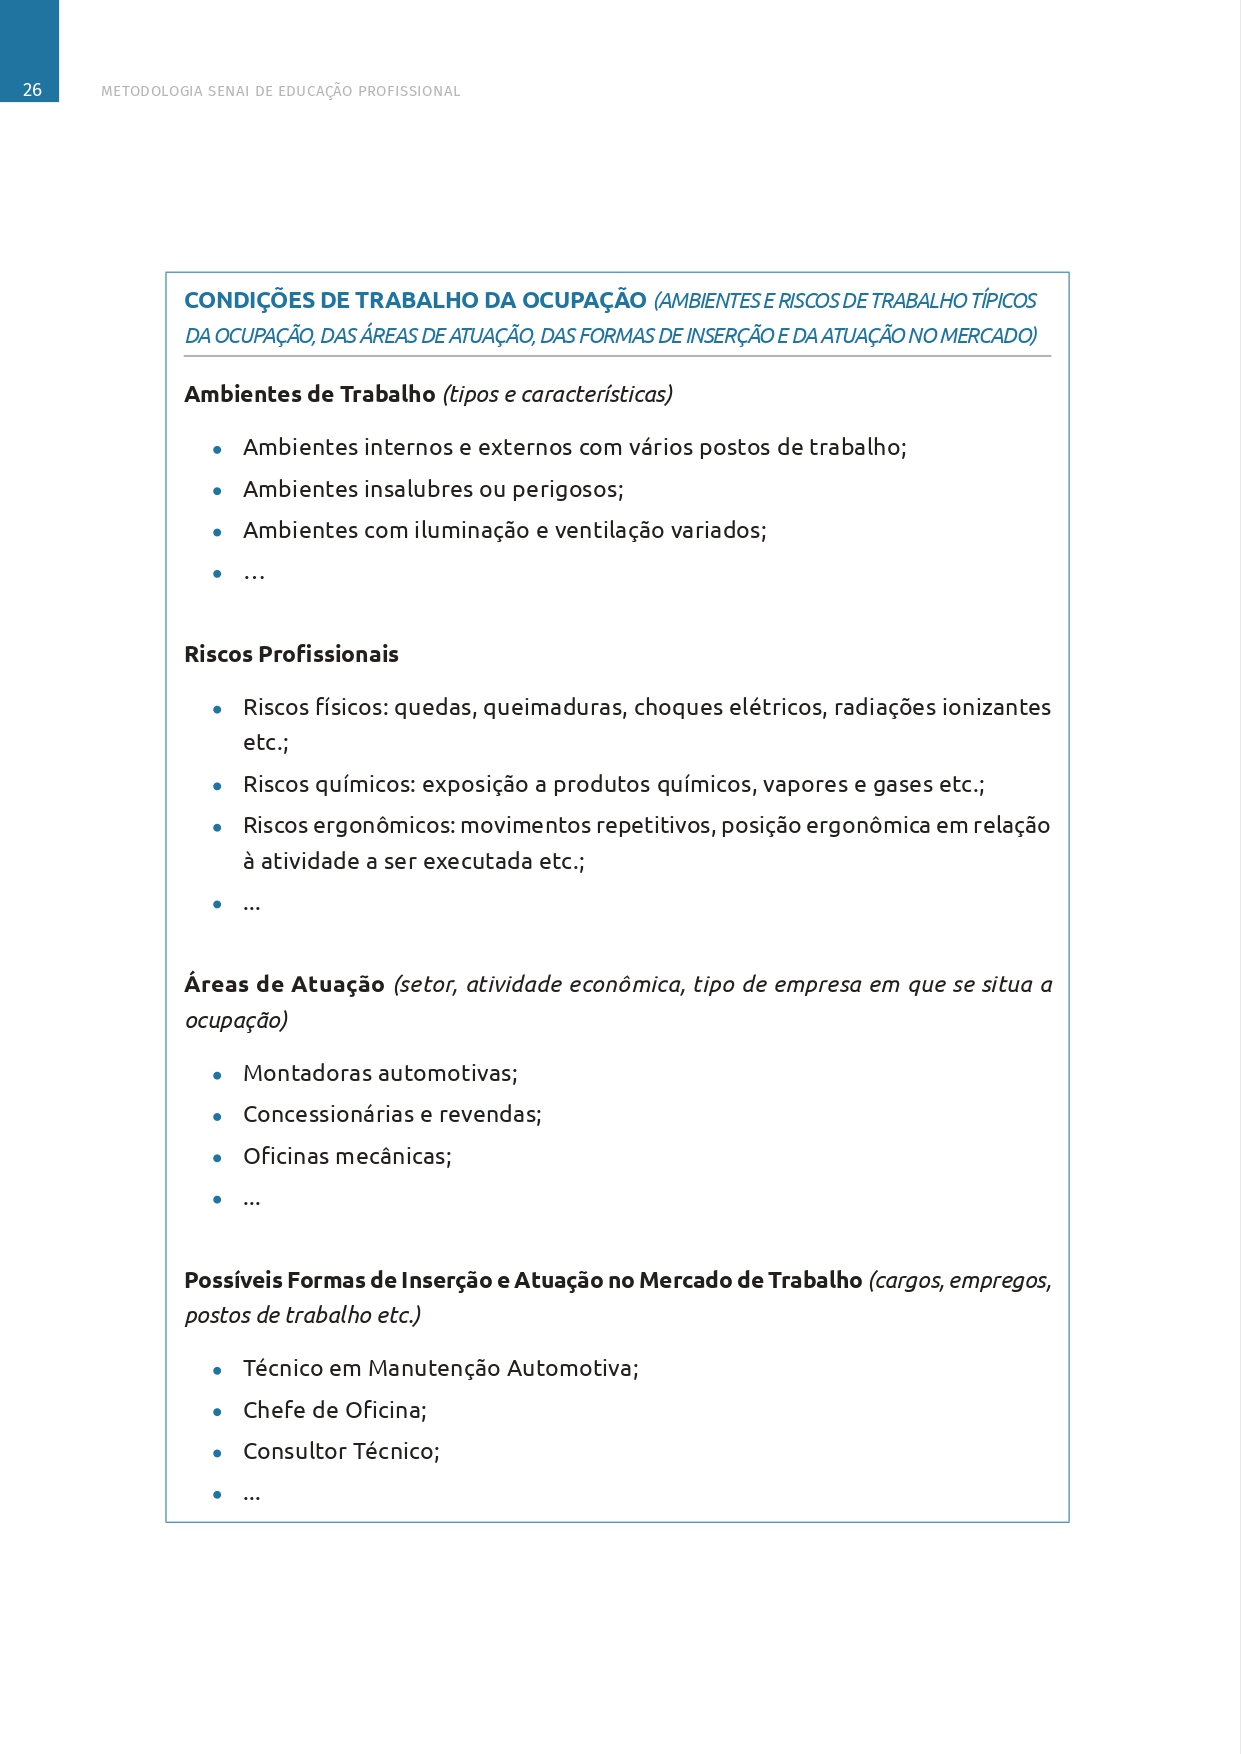 26
METODOLOGIA SENAI DE EDUCAÇÃO PROFISSIONAL
CONDIÇÕES DE TRABALHO DA OCUPAÇÃO (AMBIENTES E RISCOS DE TRABALHO TÍPICOS
DA OCUPAÇÃO, DAS ÁREAS DE ATUAÇÃO, DAS FORMAS DE INSERÇÃO E DA ATUAÇÃO NO MERCADO)
Ambientes de Trabalho (tipos e características)
• Ambientes internos e externos com vários postos de trabalho;
• Ambientes insalubres ou perigosos;
• Ambientes com iluminação e ventilação variados;
• …
Riscos Profissionais
• Riscos físicos: quedas, queimaduras, choques elétricos, radiações ionizantes
etc.;
• Riscos químicos: exposição a produtos químicos, vapores e gases etc.;
• Riscos ergonômicos: movimentos repetitivos, posição ergonômica em relação
à atividade a ser executada etc.;
• ...
Áreas de Atuação (setor, atividade econômica, tipo de empresa em que se situa a
ocupação)
• Montadoras automotivas;
• Concessionárias e revendas;
• Oficinas mecânicas;
• ...
Possíveis Formas de Inserção e Atuação no Mercado de Trabalho (cargos, empregos,
postos de trabalho etc.)
• Técnico em Manutenção Automotiva;
• Chefe de Oficina;
• Consultor Técnico;
• ...